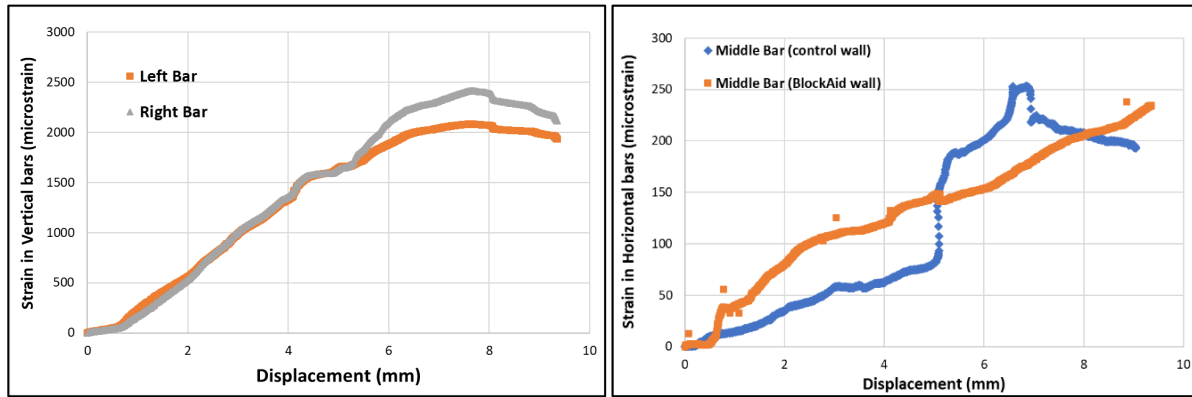 Strain in Vertical bars (microstrain)
3000
2500
2000
1500
1000
500
0
Left Bar
Right Bar
0 2 4 6 8 10
Displacement (mm)
Strain in Horizontal bars (microstrain)
300
250
200
150
100
50
0
Middle Bar (control wall)
Middle Bar (BlockAid wall)
0 2 4 6 8 10
Displacement (mm)